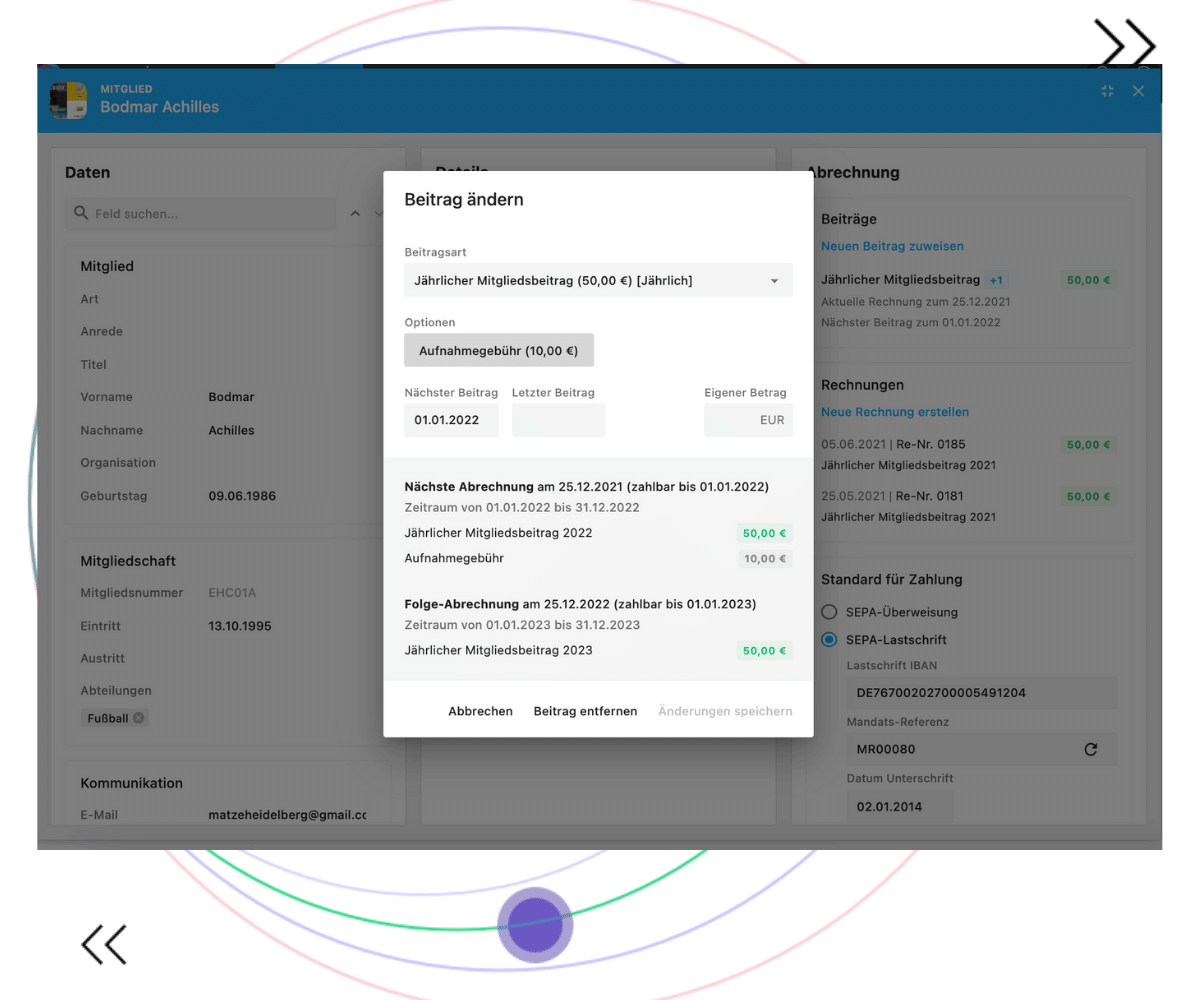 MITGLIED
Bodmar Achilles
Daten
Feld suchen...
Mitglied
Art
Anrede
Titel
Vorname Bodmar
Nachname Achilles
Organisation
Geburtstag 09.06.1986
Mitgliedschaft
Mitgliedsnummer EHC01A
Eintritt 13.10.1995
Austritt
Abteilungen
Fußball
Kommunikation
E-Mail matzeheidelberg@gmail.cc
Beitrag ändern
Beitragsart
Jährlicher Mitgliedsbeitrag (50,00 €) [Jährlich]
Optionen
Aufnahmegebühr (10,00 €)
Nächster Beitrag Letzter Beitrag Eigener Betrag
01.01.2022 EUR
Nächste Abrechnung am 25.12.2021 (zahlbar bis 01.01.2022)
Zeitraum von 01.01.2022 bis 31.12.2022
Jährlicher Mitgliedsbeitrag 2022 50,00 €
Aufnahmegebühr 10,00 €
Folge-Abrechnung am 25.12.2022 (zahlbar bis 01.01.2023)
Zeitraum von 01.01.2023 bis 31.12.2023
Jährlicher Mitgliedsbeitrag 2023 50,00 €
Abbrechen Beitrag entfernen Änderungen speichern
Abrechnung
Beiträge
Neuen Beitrag zuweisen
Jährlicher Mitgliedsbeitrag +1 50,00 €
Aktuelle Rechnung zum 25.12.2021
Nächster Beitrag zum 01.01.2022
Rechnungen
Neue Rechnung erstellen
05.06.2021 | Re-Nr. 0185 50,00 €
Jährlicher Mitgliedsbeitrag 2021
25.05.2021 | Re-Nr. 0181 50,00 €
Jährlicher Mitgliedsbeitrag 2021
Standard für Zahlung
SEPA-Überweisung
SEPA-Lastschrift
Lastschrift IBAN
DE76700202700005491204
Mandats-Referenz
MR00080
Datum Unterschrift
02.01.2014